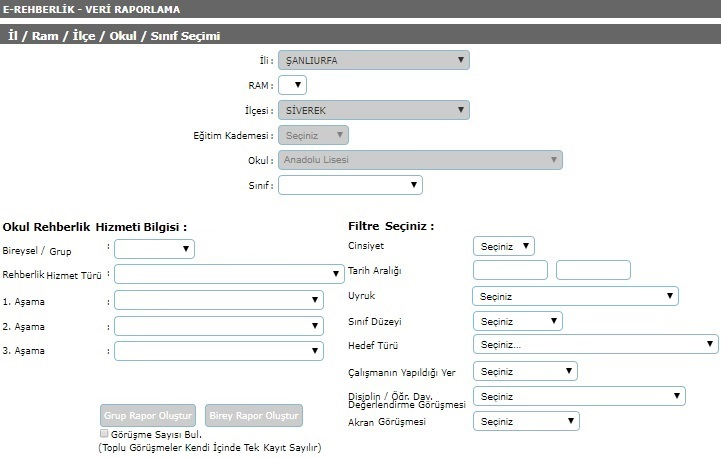 E-REHBERLİK - VERİ RAPORLAMA
İl / Ram / İlçe / Okul / Sınıf Seçimi
İli : ŞANLIURFA
RAM :
İlçesi : SİVEREK
Eğitim Kademesi : Seçiniz
Okul : Anadolu Lisesi
Sınıf :
Okul Rehberlik Hizmeti Bilgisi :
Bireysel / Grup :
Rehberlik Hizmet Türü :
1. Aşama :
2. Aşama :
3. Aşama :
Grup Rapor Oluştur Birey Rapor Oluştur
Görüşme Sayısı Bul.
(Toplu Görüşmeler Kendi İçinde Tek Kayıt Sayılır)
Filtre Seçiniz :
Cinsiyet Seçiniz
Tarih Aralığı
Uyruk Seçiniz
Sınıf Düzeyi Seçiniz
Hedef Türü Seçiniz...
Çalışmanın Yapıldığı Yer Seçiniz
Disiplin / Öğr. Dav. Seçiniz
Değerlendirme Görüşmesi
Akran Görüşmesi Seçiniz